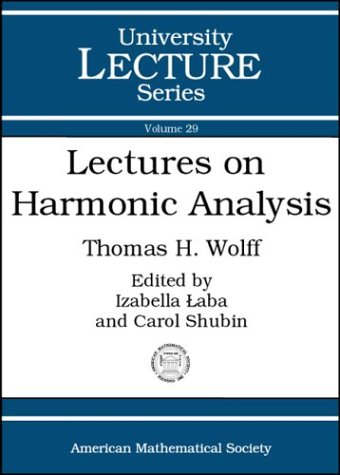 University
LECTURE
Series
Volume 29
Lectures on
Harmonic Analysis
Thomas H. Wolff
Edited by
Izabella Łaba
and Carol Shubin
American Mathematical Society